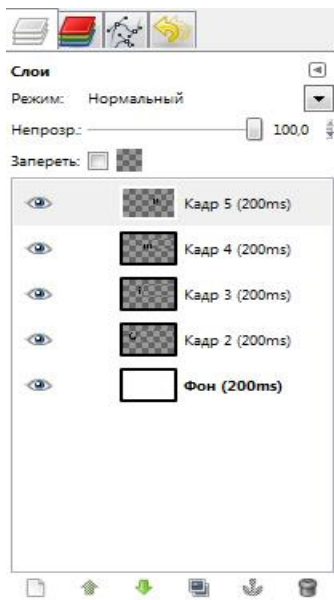 Слои
Режим: Нормальный
Непрозр.: 100,0
Запереть:
Кадр 5 (200ms)
Кадр 4 (200ms)
Кадр 3 (200ms)
Кадр 2 (200ms)
Фон (200ms)